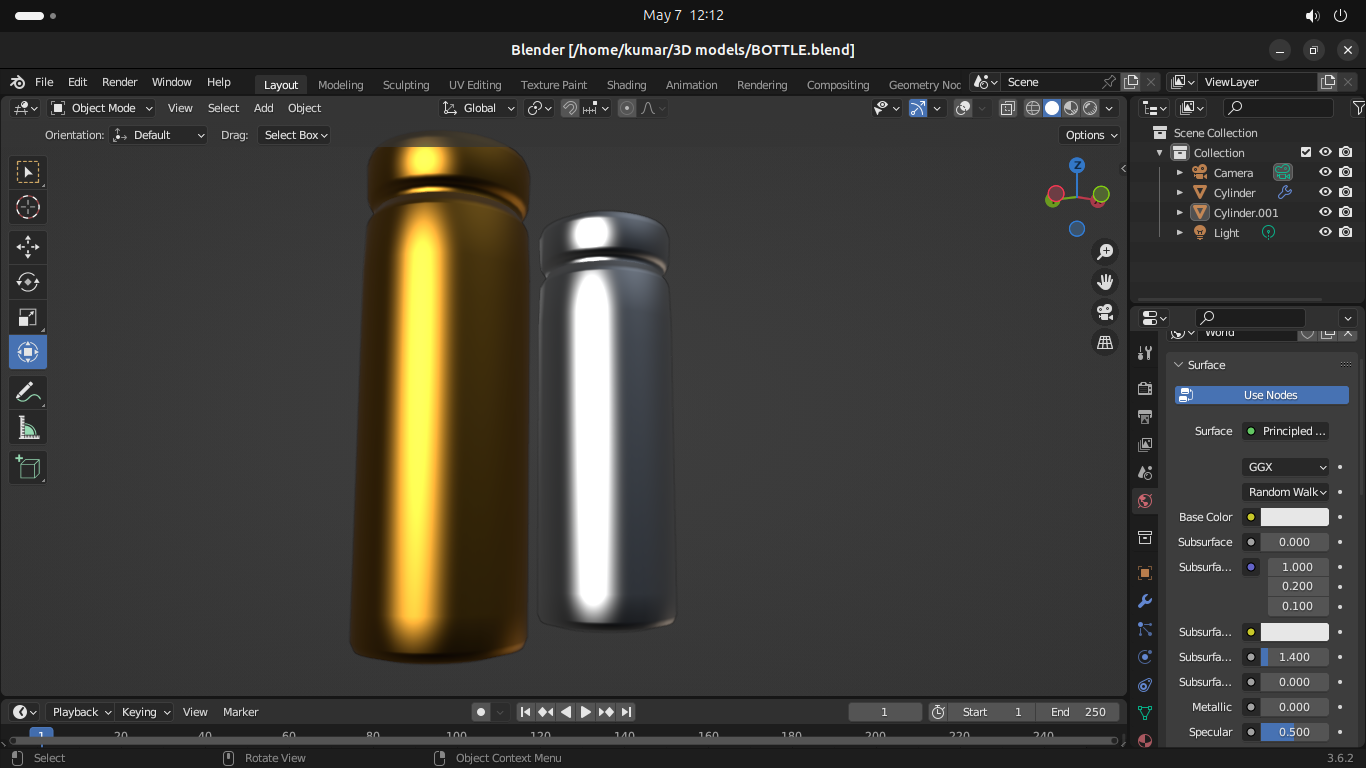 May 7 12:12
Blender [/home/kumar/3D models/BOTTLE.blend]
File Edit Render Window Help Layout Modeling Sculpting UV Editing Texture Paint Shading Animation Rendering Compositing Geometry Noc Scene ViewLayer
Object Mode View Select Add Object Global
Orientation: Default Drag: Select Box Options
Scene Collection
Collection
Camera
Cylinder
Cylinder.001
Light
Z
World
Surface
Use Nodes
Surface Principled ...
GGX
Random Walk
Base Color
Subsurface 0.000
Subsurfa... 1.000
0.200
0.100
Subsurfa...
Subsurfa... 1.400
Subsurfa... 0.000
Metallic 0.000
Specular 0.500
Playback Keying View Marker 1 Start 1 End 250
1 20 40 60 80 100 120 140 160 180 200 220 240
Select Rotate View Object Context Menu 3.6.2